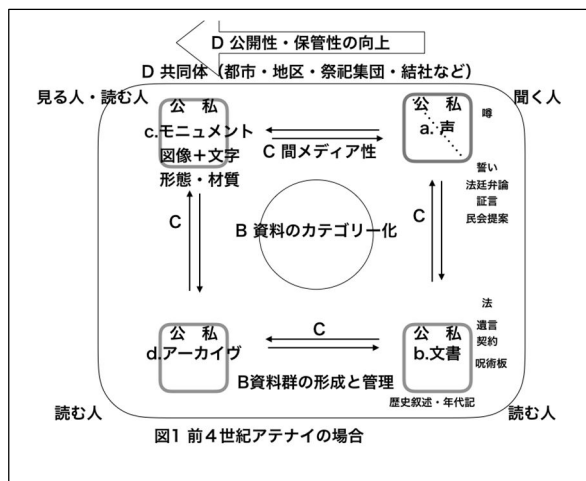 D 公開性・保管性の向上
D 共同体（都市・地区・祭祀集団・結社など）
見る人・読む人
聞く人
公 私
c.モニュメント
図像＋文字
形態・材質
公 私
a. 声
噂
C 間メディア性
誓い
法廷弁論
証言
民会提案
C
C
B 資料のカテゴリー化
法
遺言
契約
呪術板
公 私
d.アーカイヴ
C
公 私
b.文書
B資料群の形成と管理
歴史叙述・年代記
読む人
読む人
図1 前４世紀アテナイの場合